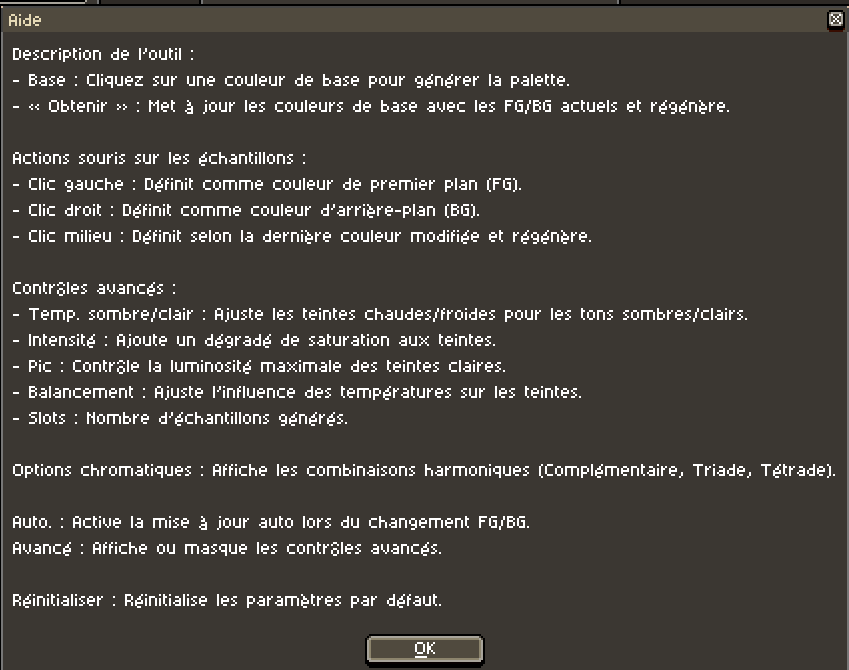 Aide
Description de l'outil :
- Base : Cliquez sur une couleur de base pour générer la palette.
- « Obtenir » : Met à jour les couleurs de base avec les FG/BG actuels et régénère.
Actions souris sur les échantillons :
- Clic gauche : Définit comme couleur de premier plan (FG).
- Clic droit : Définit comme couleur d'arrière-plan (BG).
- Clic milieu : Définit selon la dernière couleur modifiée et régénère.
Contrôles avancés :
- Temp. sombre/clair : Ajuste les teintes chaudes/froides pour les tons sombres/clairs.
- Intensité : Ajoute un dégradé de saturation aux teintes.
- Pic : Contrôle la luminosité maximale des teintes claires.
- Balancement : Ajuste l'influence des températures sur les teintes.
- Slots : Nombre d'échantillons générés.
Options chromatiques : Affiche les combinaisons harmoniques (Complémentaire, Triade, Tétrade).
Auto. : Active la mise à jour auto lors du changement FG/BG.
Avancé : Affiche ou masque les contrôles avancés.
Réinitialiser : Réinitialise les paramètres par défaut.
OK